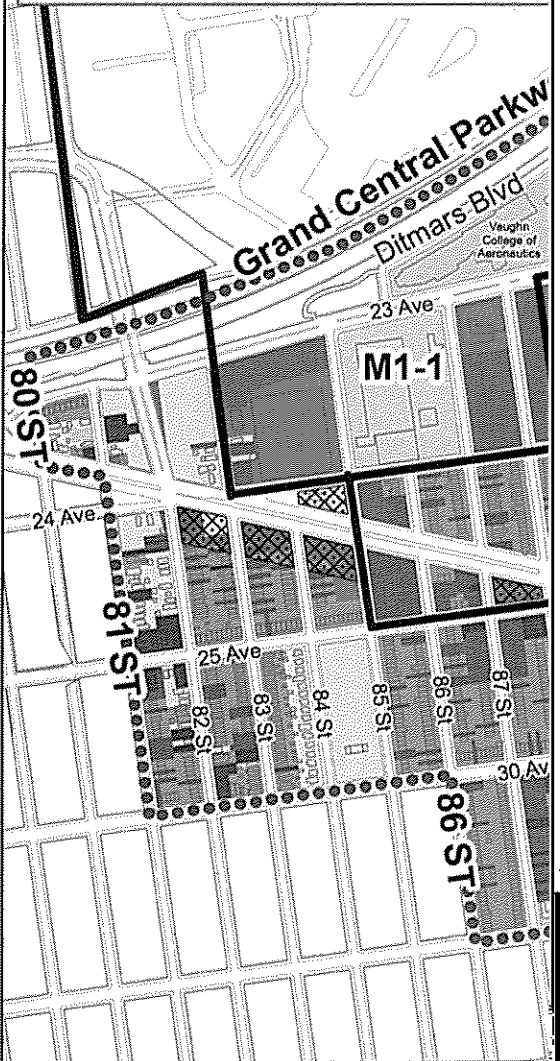 Grand Central Parkw
Ditmars Blvd
Vaughn
College of
Aeronautics
23 Ave
M1-1
80 ST
24 Ave
81 ST
25 Ave
82 St
83 St
84 St
85 St
86 St
87 St
30 Av
86 ST